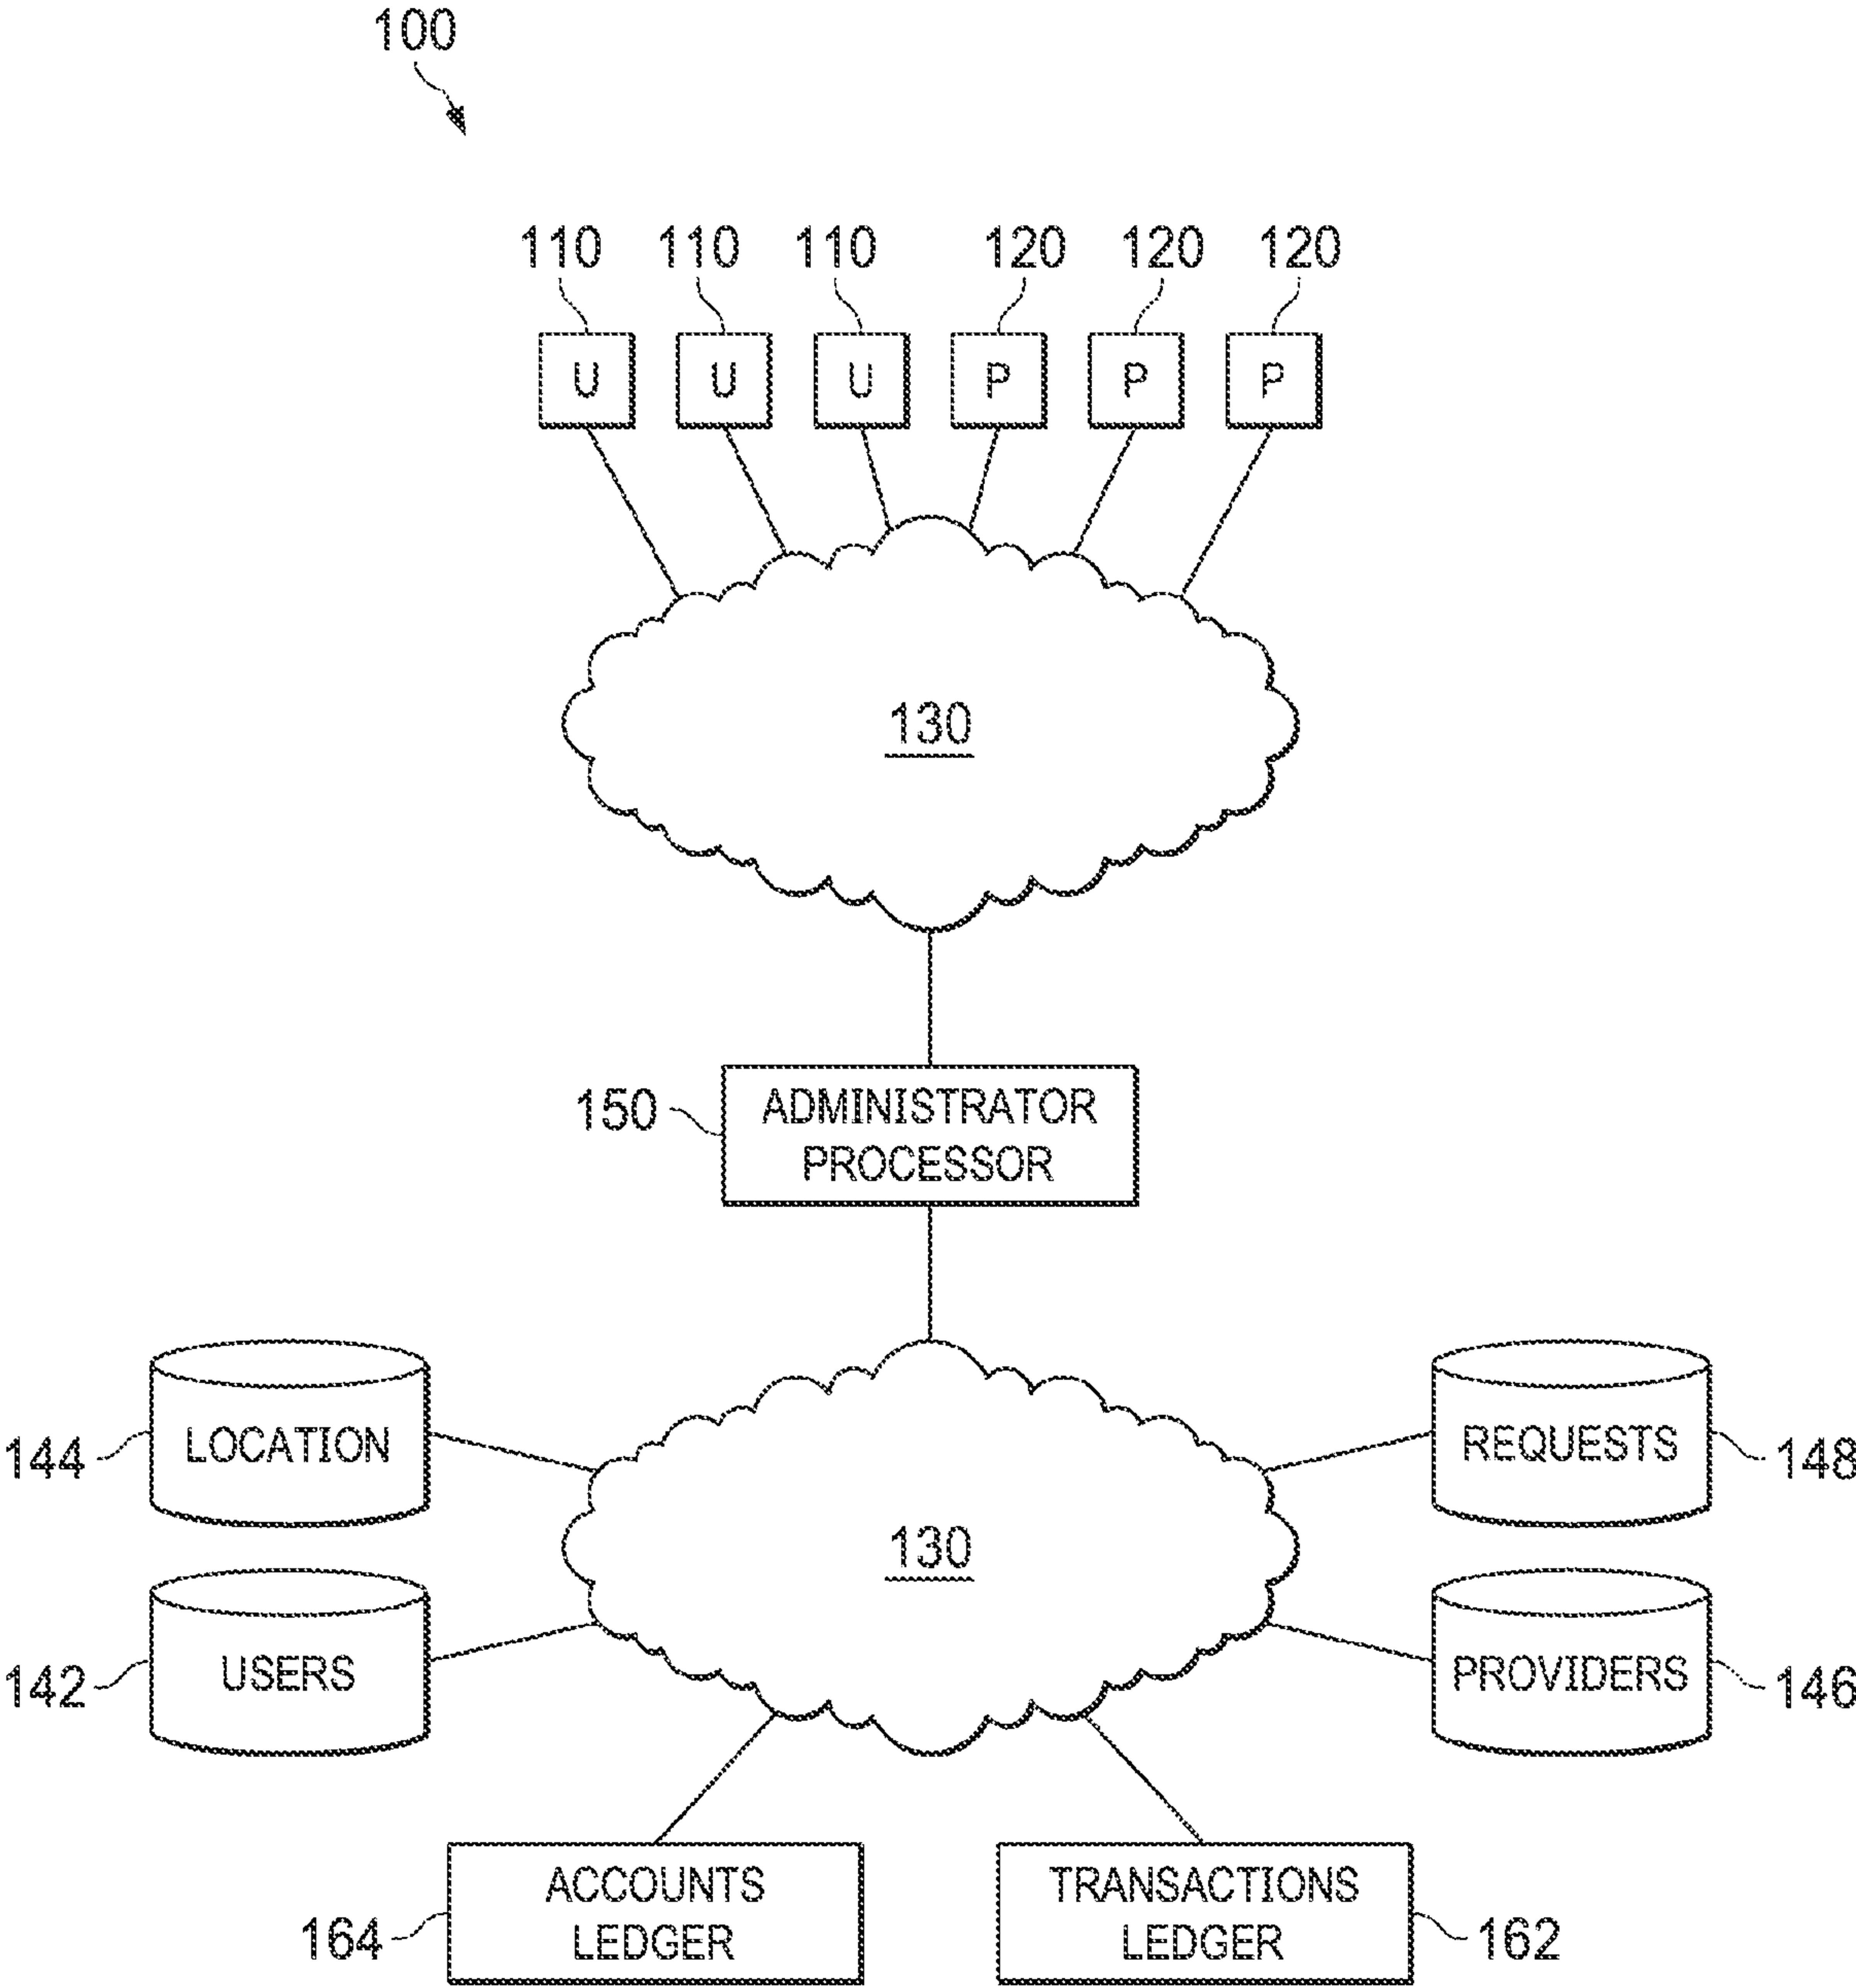 100
110 110 110 120 120 120
U U U P P P
130
150 ADMINISTRATOR
PROCESSOR
144 LOCATION
REQUESTS 148
130
142 USERS
PROVIDERS 146
164 ACCOUNTS
LEDGER
TRANSACTIONS
LEDGER 162